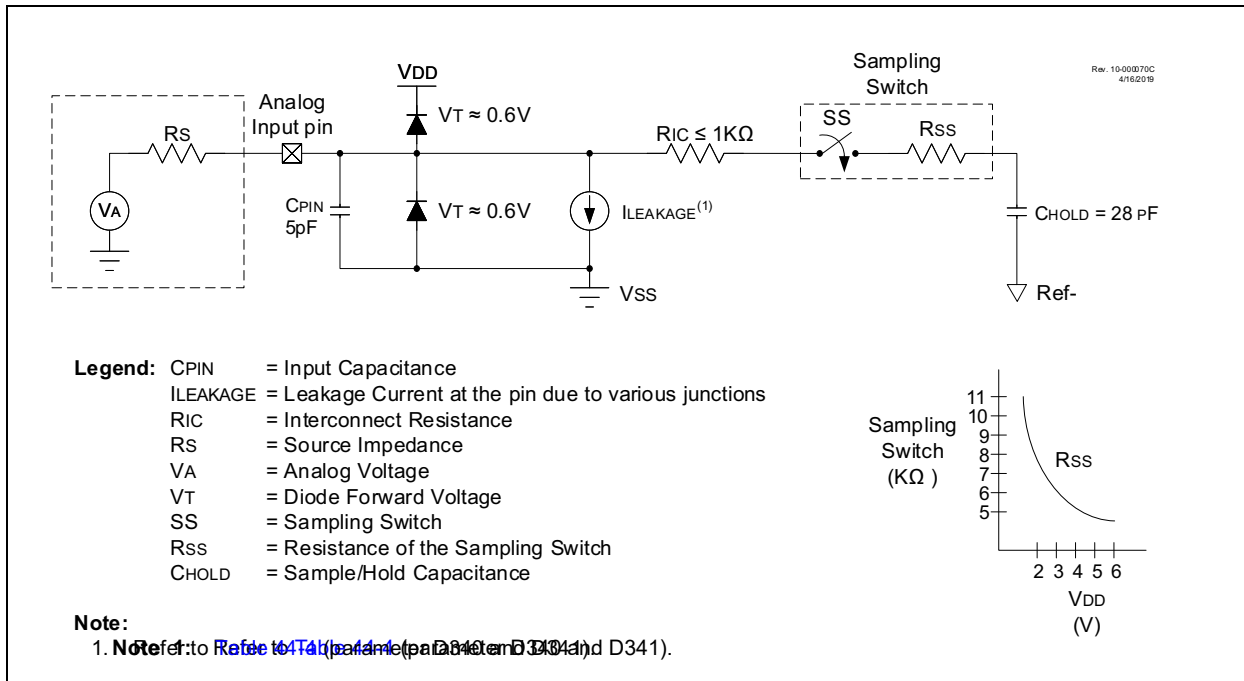 Rev. 10-000070C
4/16/2019
Sampling
Switch
VDD
Analog
Input pin
VT ≈ 0.6V
RS
RIC ≤ 1KΩ
SS
RSS
VA
CPIN
5pF
VT ≈ 0.6V
ILEAKAGE(1)
CHOLD = 28 PF
VSS
Ref-
Legend: CPIN = Input Capacitance
ILEAKAGE = Leakage Current at the pin due to various junctions
RIC = Interconnect Resistance
RS = Source Impedance
VA = Analog Voltage
VT = Diode Forward Voltage
SS = Sampling Switch
RSS = Resistance of the Sampling Switch
CHOLD = Sample/Hold Capacitance
Sampling
Switch
(KΩ )
11
10
9
8
7
6
5
RSS
2 3 4 5 6
VDD
(V)
Note:
1. and D341).